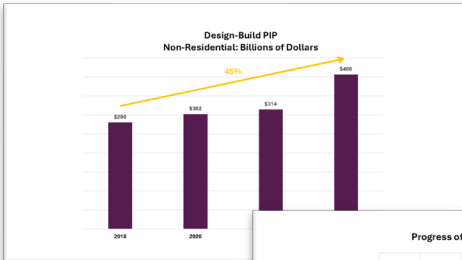 Design-Build PIP
Non-Residential: Billions of Dollars
45%
$406
$314
$302
$280
2018
2020
Progress of